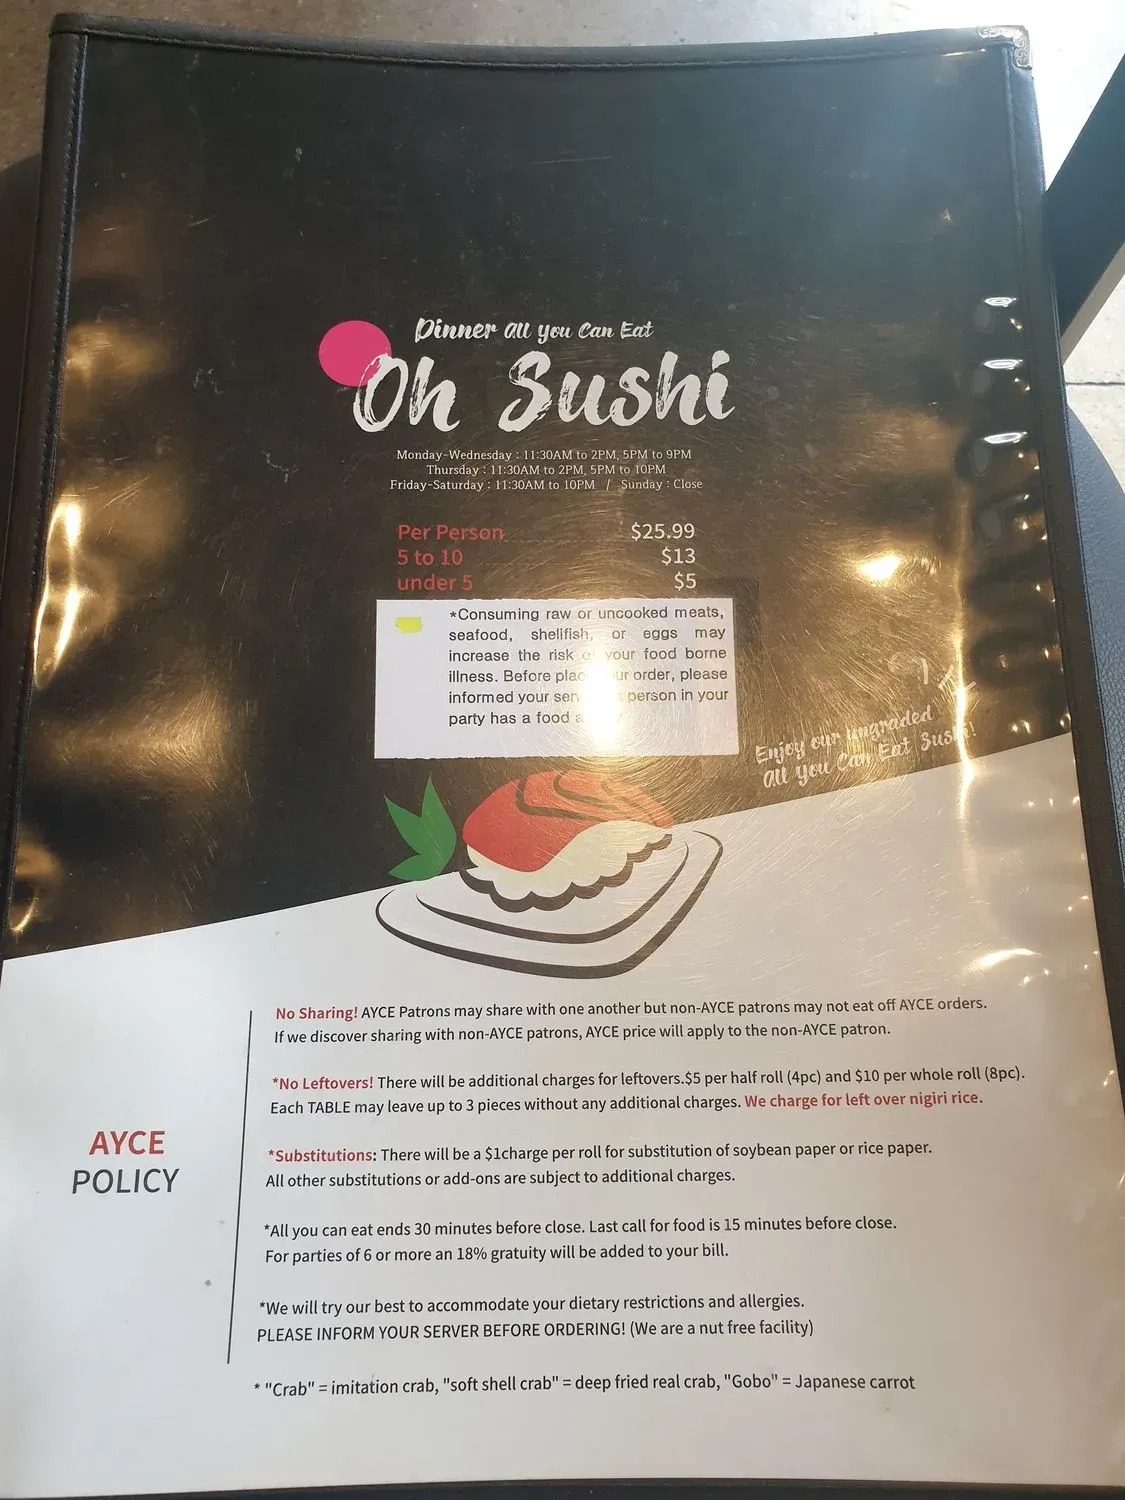 Dinner all you Can Eat
Oh Sushi
Monday-Wednesday : 11:30AM to 2PM, 5PM to 9PM
Thursday : 11:30AM to 2PM, 5PM to 10PM
Friday-Saturday : 11:30AM to 10PM / Sunday : Close
Per Person $25.99
5 to 10 $13
under 5 $5
*Consuming raw or uncooked meats,
seafood, shellfish, or eggs may
increase the risk your food borne
illness. Before order, please
informed your person in your
party has a food
Enjoy our ungraded
all you Can Eat Sushi!
AYCE
POLICY
No Sharing! AYCE Patrons may share with one another but non-AYCE patrons may not eat off AYCE orders.
If we discover sharing with non-AYCE patrons, AYCE price will apply to the non-AYCE patron.
*No Leftovers! There will be additional charges for leftovers.$5 per half roll (4pc) and $10 per whole roll (8pc).
Each TABLE may leave up to 3 pieces without any additional charges. We charge for left over nigiri rice.
*Substitutions: There will be a $1charge per roll for substitution of soybean paper or rice paper.
All other substitutions or add-ons are subject to additional charges.
*All you can eat ends 30 minutes before close. Last call for food is 15 minutes before close.
For parties of 6 or more an 18% gratuity will be added to your bill.
*We will try our best to accommodate your dietary restrictions and allergies.
PLEASE INFORM YOUR SERVER BEFORE ORDERING! (We are a nut free facility)
* "Crab" = imitation crab, "soft shell crab" = deep fried real crab, "Gobo" = Japanese carrot